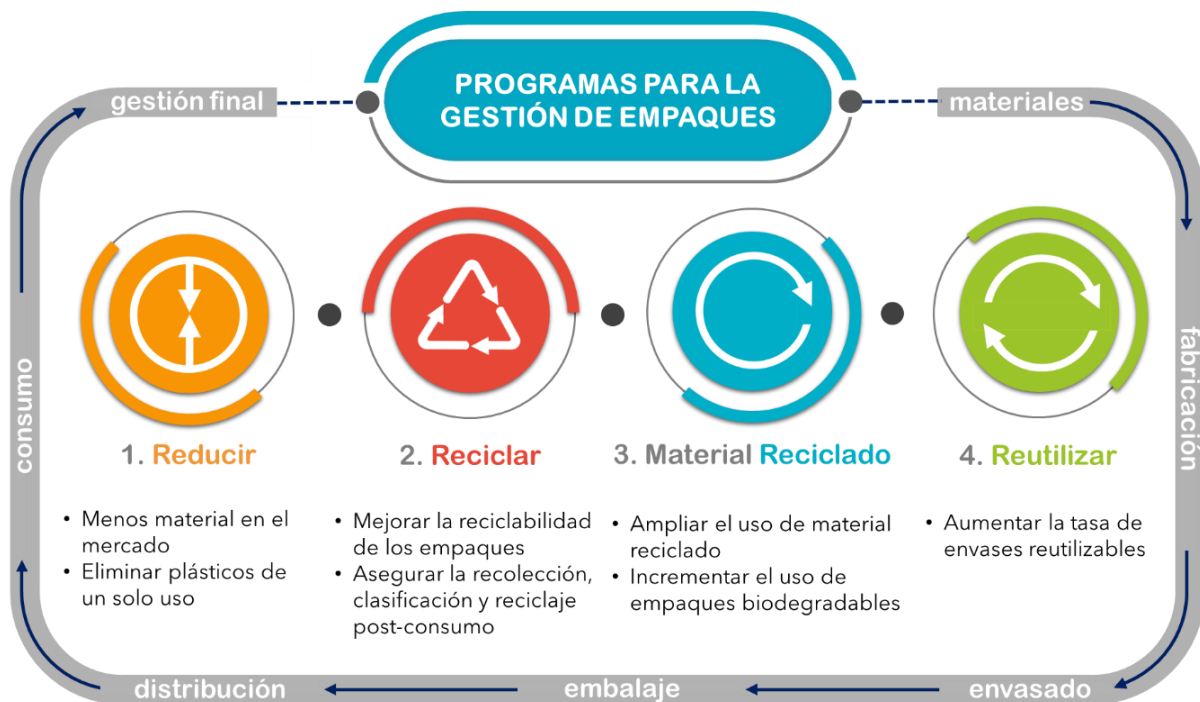 PROGRAMAS PARA LA
GESTIÓN DE EMPAQUES
gestión final
materiales
fabricación
envasado
embalaje
distribución
consumo
1. Reducir
• Menos material en el
mercado
• Eliminar plásticos de
un solo uso
2. Reciclar
• Mejorar la reciclabilidad
de los empaques
• Asegurar la recolección,
clasificación y reciclaje
post-consumo
3. Material Reciclado
• Ampliar el uso de material
reciclado
• Incrementar el uso de
empaques biodegradables
4. Reutilizar
• Aumentar la tasa de
envases reutilizables